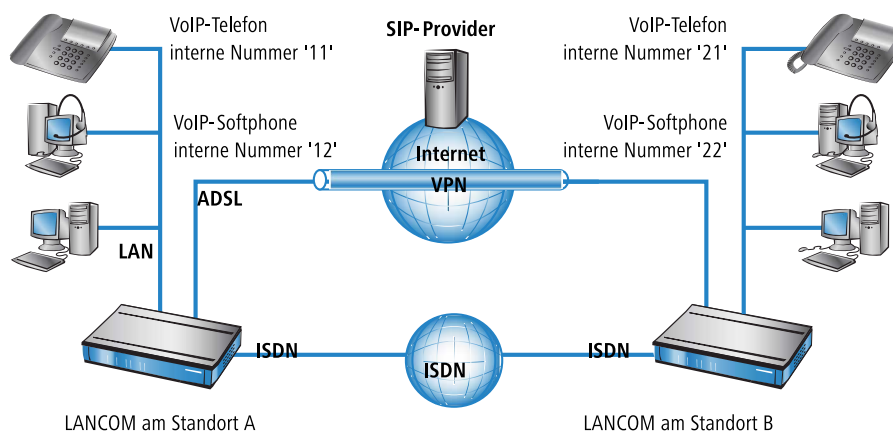 VoIP-Telefon
interne Nummer '11'
SIP-Provider
VoIP-Telefon
interne Nummer '21'
VoIP-Softphone
interne Nummer '12'
Internet
VPN
VoIP-Softphone
interne Nummer '22'
ADSL
LAN
ISDN
ISDN
ISDN
LANCOM am Standort A
LANCOM am Standort B